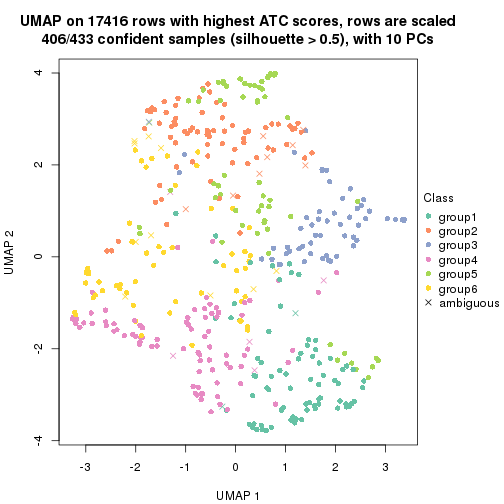 UMAP on 17416 rows with highest ATC scores, rows are scaled
406/433 confident samples (silhouette > 0.5), with 10 PCs
4
2
0
-2
-4
UMAP 2
-3
-2
-1
0
1
2
3
UMAP 1
Class
group1
group2
group3
group4
group5
group6
ambiguous